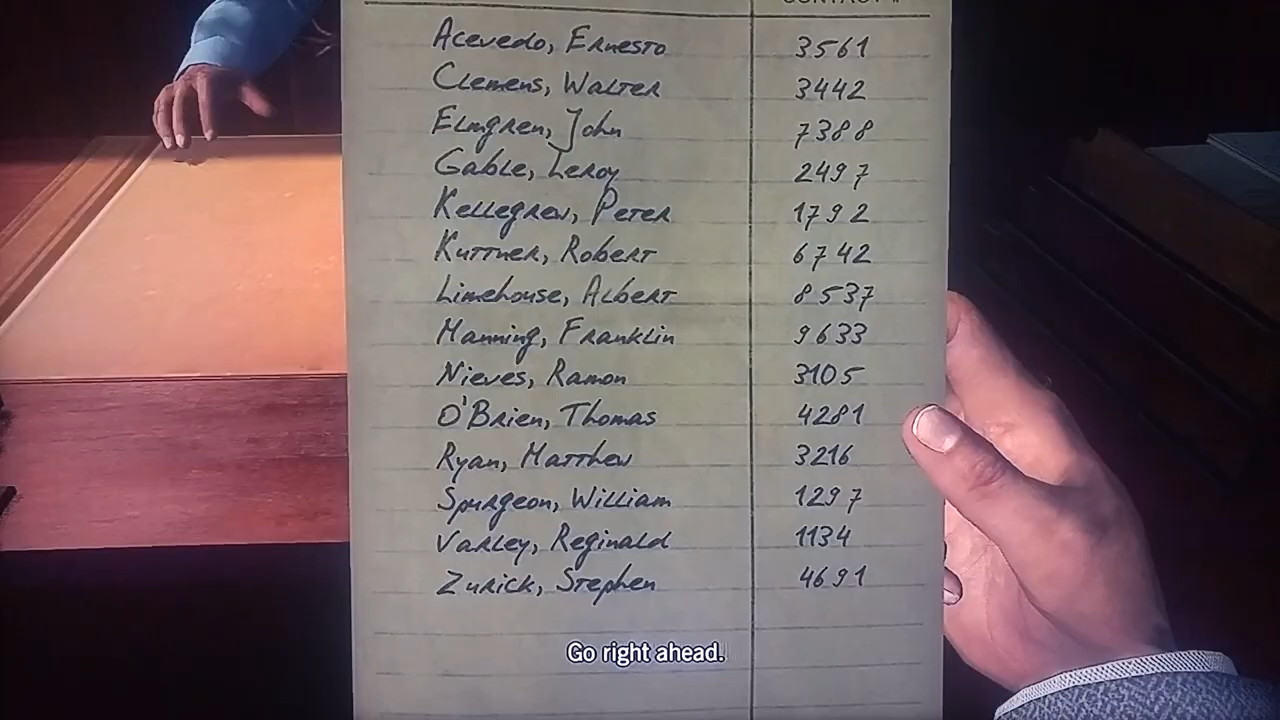 CONTACT #
Acevedo, Ernesto 3561
Clemens, Walter 3442
Elmgren, John 7388
Gable, Leroy 2497
Kellegrew, Peter 1792
Kuttner, Robert 6742
Limehouse, Albert 8537
Manning, Franklin 9633
Nieves, Ramon 3105
O'Brien, Thomas 4281
Ryan, Matthew 3216
Spurgeon, William 1297
Varley, Reginald 1134
Zurick, Stephen 4691
Go right ahead.